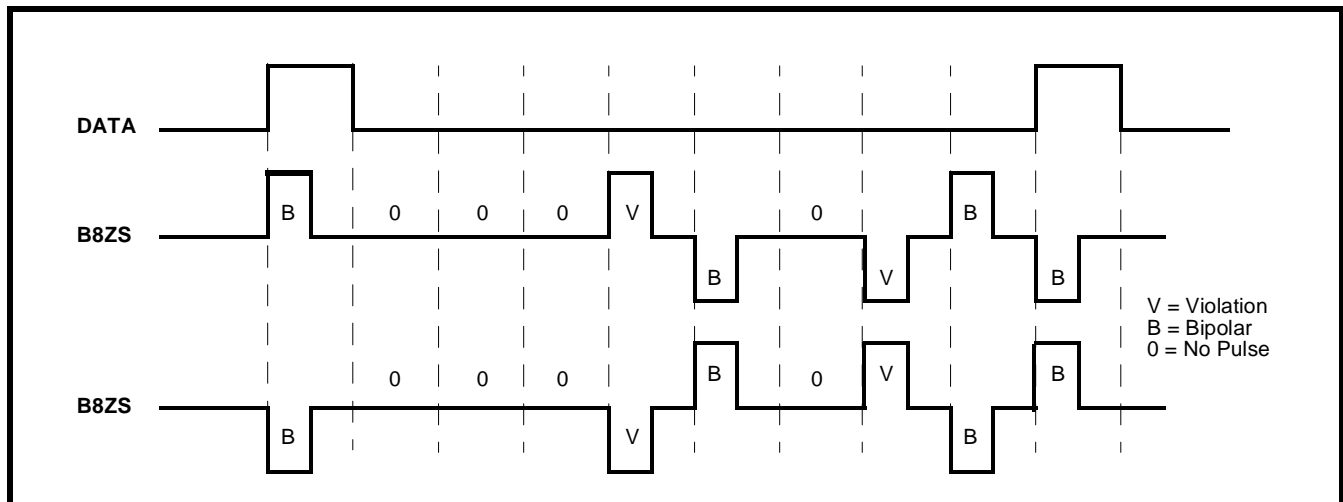 DATA
B8ZS
B 0 0 0 V B 0 V B B
V = Violation
B = Bipolar
0 = No Pulse
B8ZS
B 0 0 0 V B 0 V B B